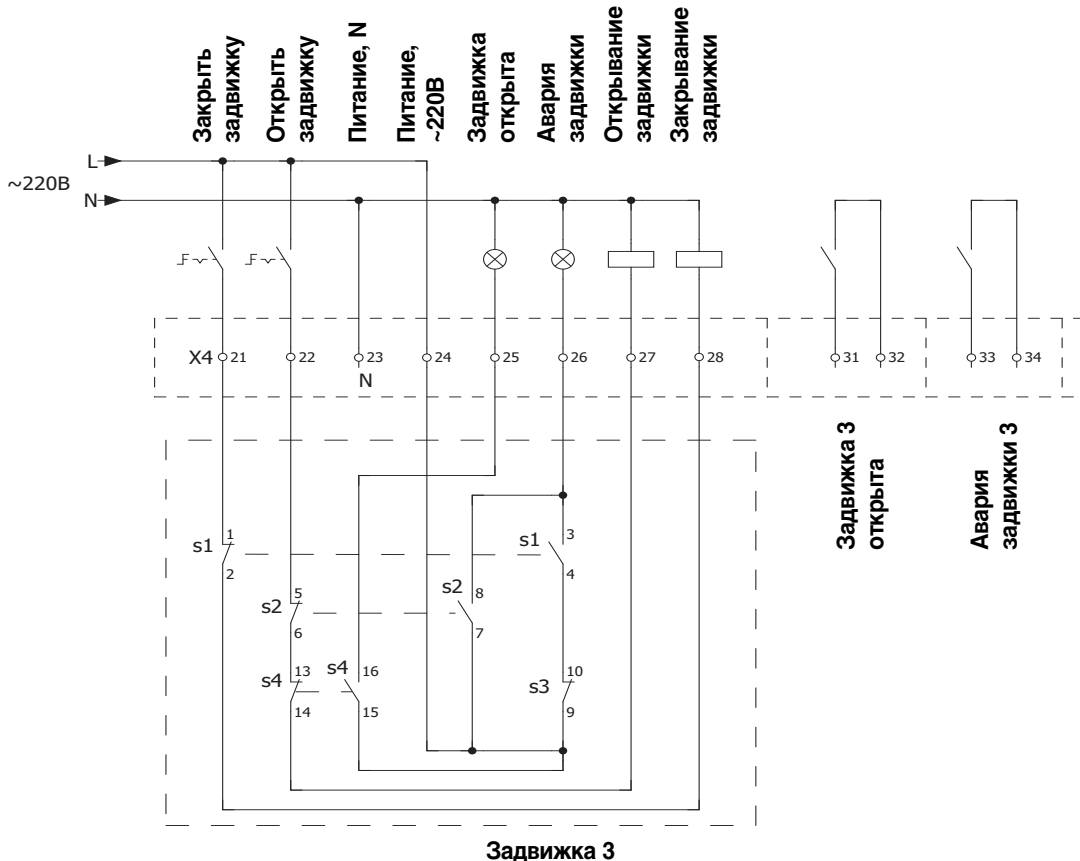 Закрыть
задвижку
Открыть
задвижку
Питание, N
Питание,
~220В
Задвижка
открыта
Авария
задвижки
Открывание
задвижки
Закрывание
задвижки
L
~220В
N
X4 21 22 23 24 25 26 27 28 31 32 33 34
N
Задвижка 3
открыта
Авария
задвижки 3
s1 1 2
s1 3 4
s2 5 6
s2 8 7
s4 13 14
s4 16 15
s3 10 9
Задвижка 3